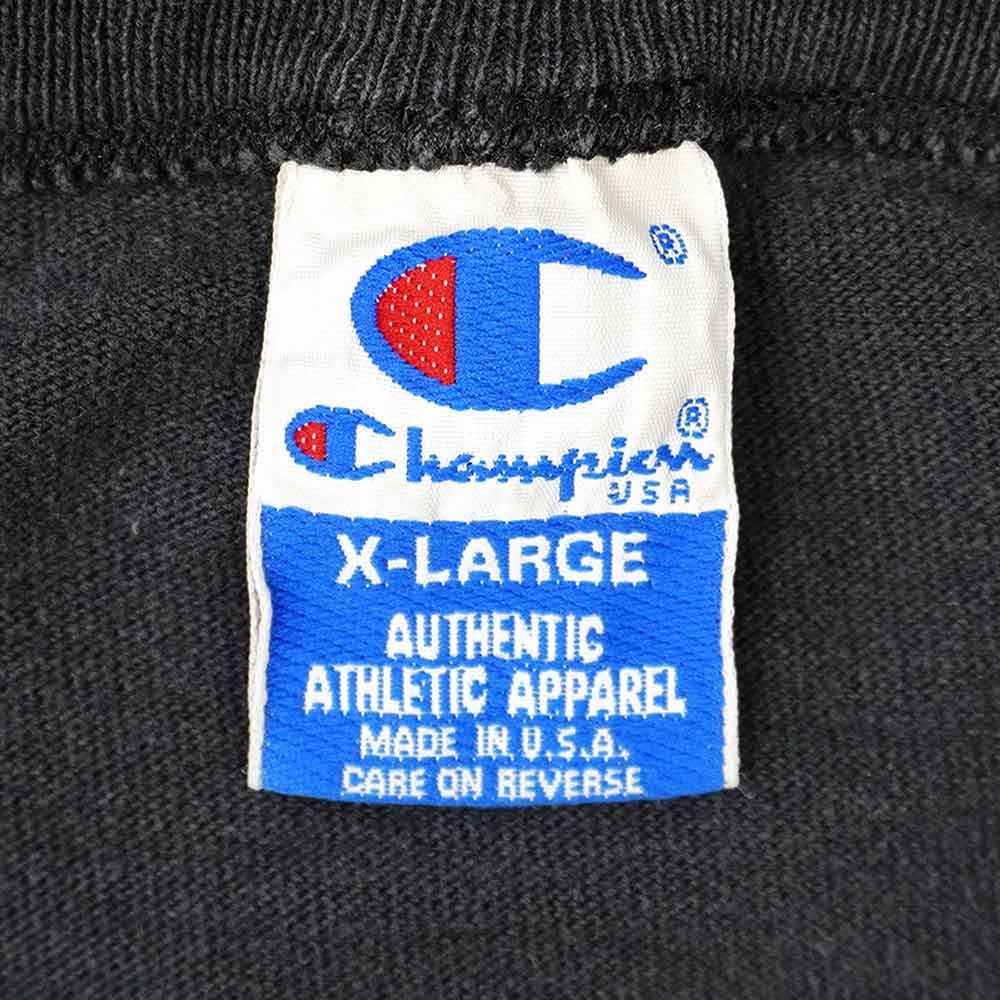 C®
Champion®
USA
X-LARGE
AUTHENTIC
ATHLETIC APPAREL
MADE IN U.S.A.
CARE ON REVERSE